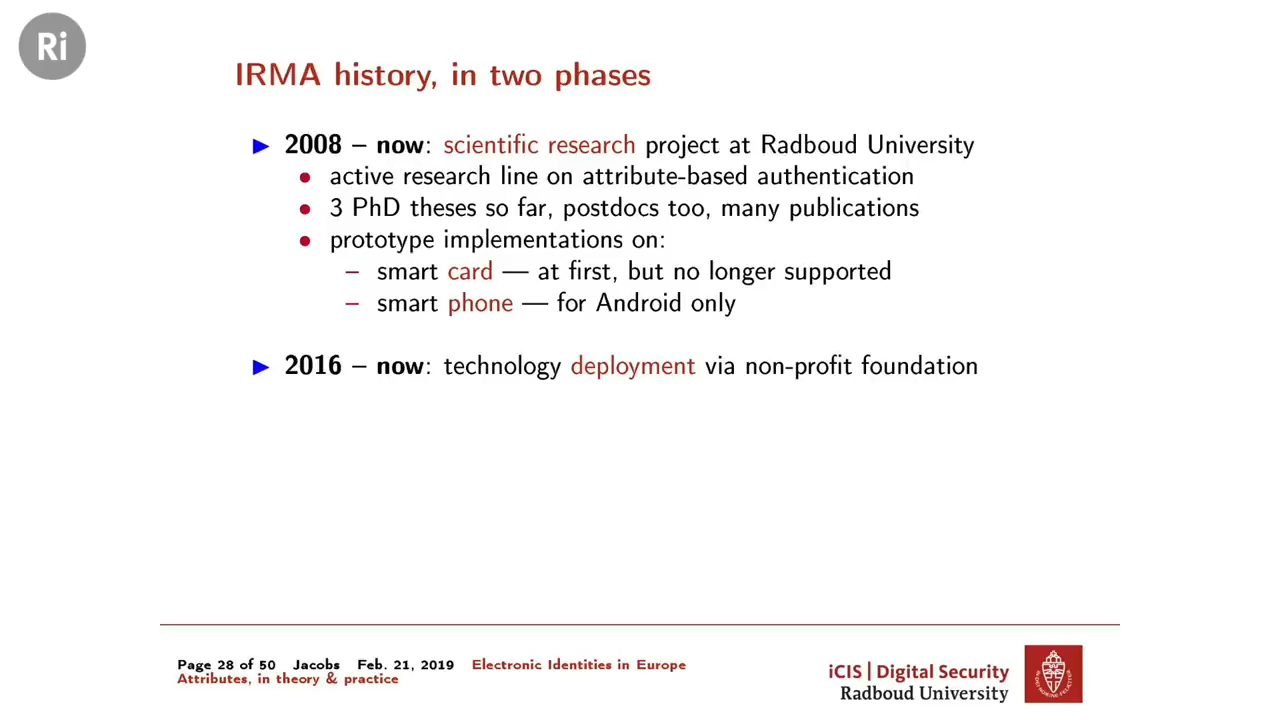 Ri
IRMA history, in two phases
▶ 2008 – now: scientific research project at Radboud University
• active research line on attribute-based authentication
• 3 PhD theses so far, postdocs too, many publications
• prototype implementations on:
– smart card — at first, but no longer supported
– smart phone — for Android only
▶ 2016 – now: technology deployment via non-profit foundation
Page 28 of 50 Jacobs Feb. 21, 2019 Electronic Identities in Europe
Attributes, in theory & practice
iCIS | Digital Security
Radboud University